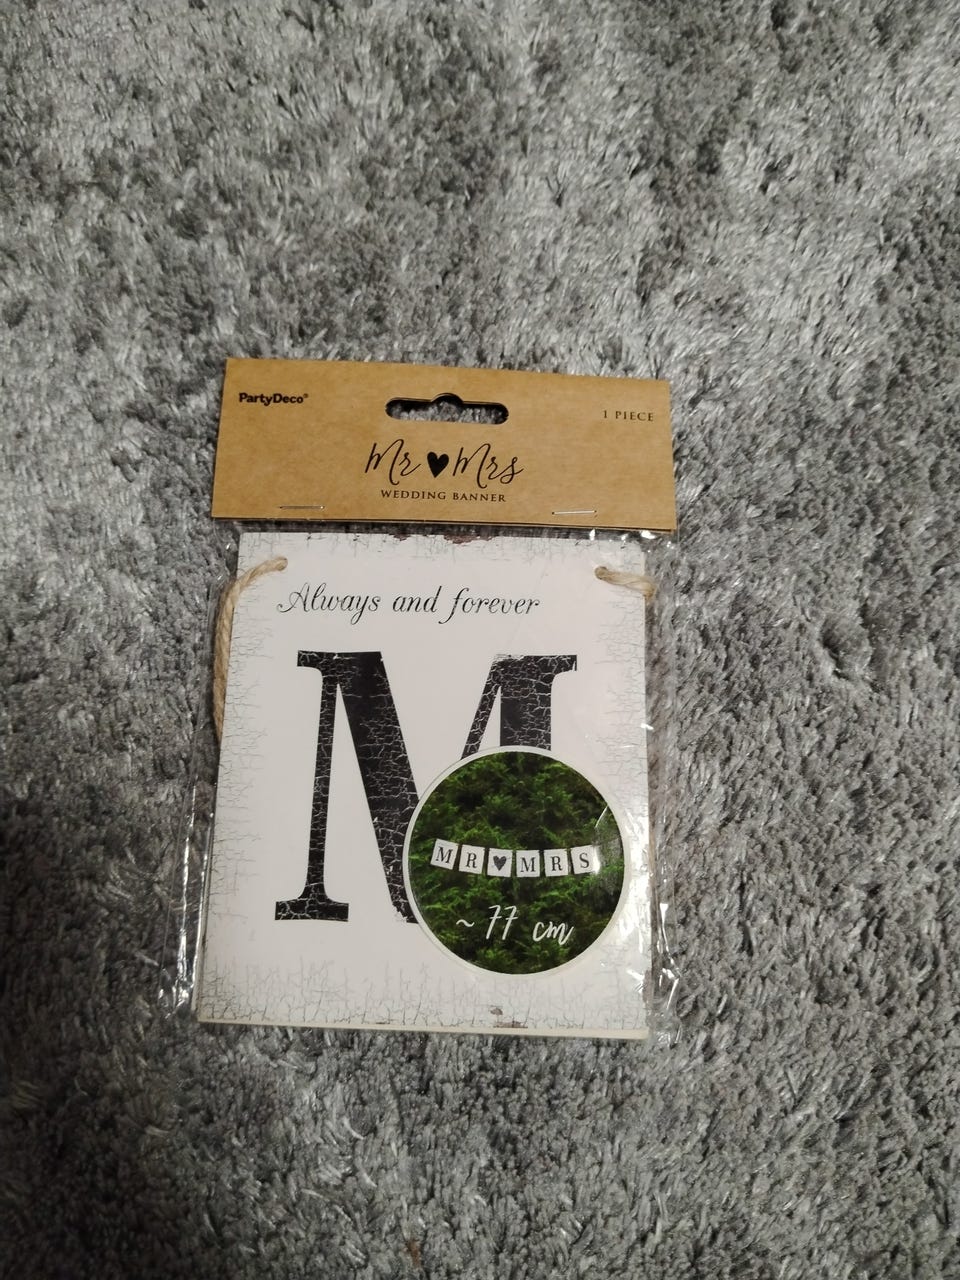 PartyDeco®
1 PIECE
Mr ♥ Mrs
WEDDING BANNER
Always and forever
M
MR♥MRS
~ 77 cm